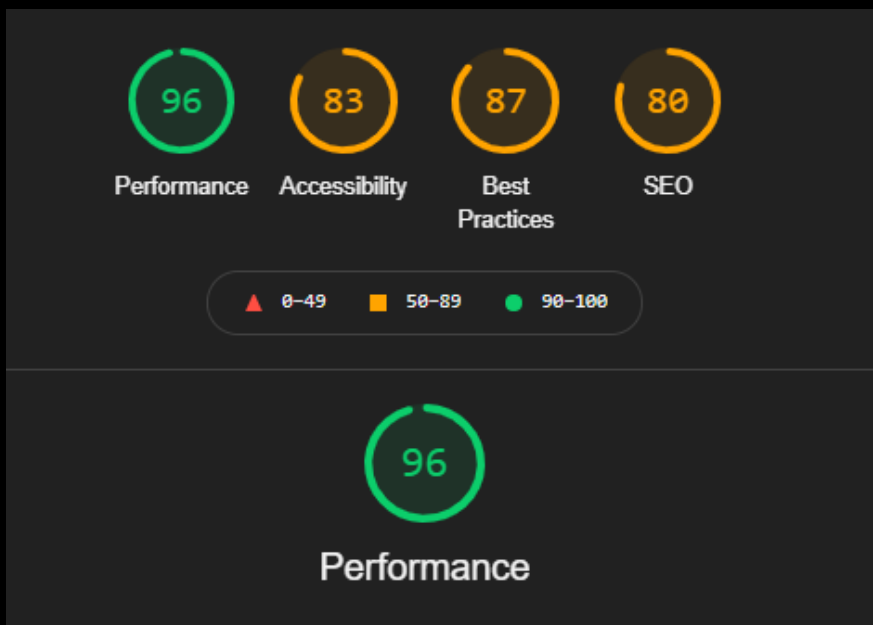 96 83 87 80
Performance Accessibility Best Practices SEO
0-49 50-89 90-100
96
Performance